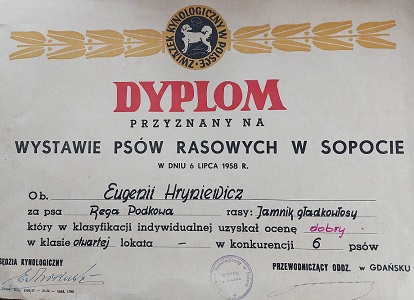 ZWIĄZEK KYNOLOGICZNY W POLSCE
DYPLOM
PRZYZNANY NA
WYSTAWIE PSÓW RASOWYCH W SOPOCIE
W DNIU 6 LIPCA 1958 R.
Ob. Eugenii Hryniewicz
za psa Rega Podkowa rasy: Jamnik gładkowłosy
który w klasyfikacji indywidualnej uzyskał ocenę dobry
w klasie otwartej lokata — w konkurencji 6 psów
SĘDZIA KYNOLOGICZNY PRZEWODNICZĄCY ODDZ. w GDAŃSKU